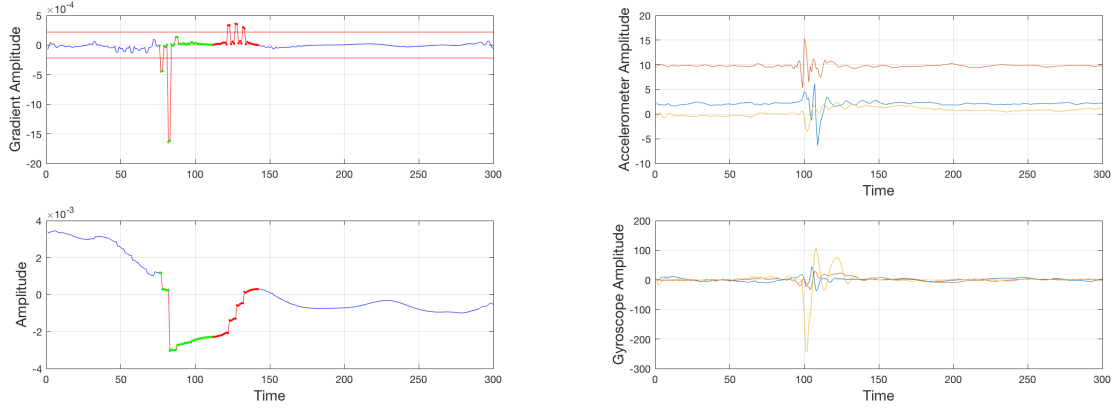 ×10⁻⁴
5
0
-5
-10
-15
-20
Gradient Amplitude
0 50 100 150 200 250 300
20
15
10
5
0
-5
-10
Accelerometer Amplitude
0 50 100 150 200 250 300
Time
×10⁻³
4
2
0
-2
-4
Amplitude
0 50 100 150 200 250 300
Time
200
100
0
-100
-200
-300
Gyroscope Amplitude
0 50 100 150 200 250 300
Time